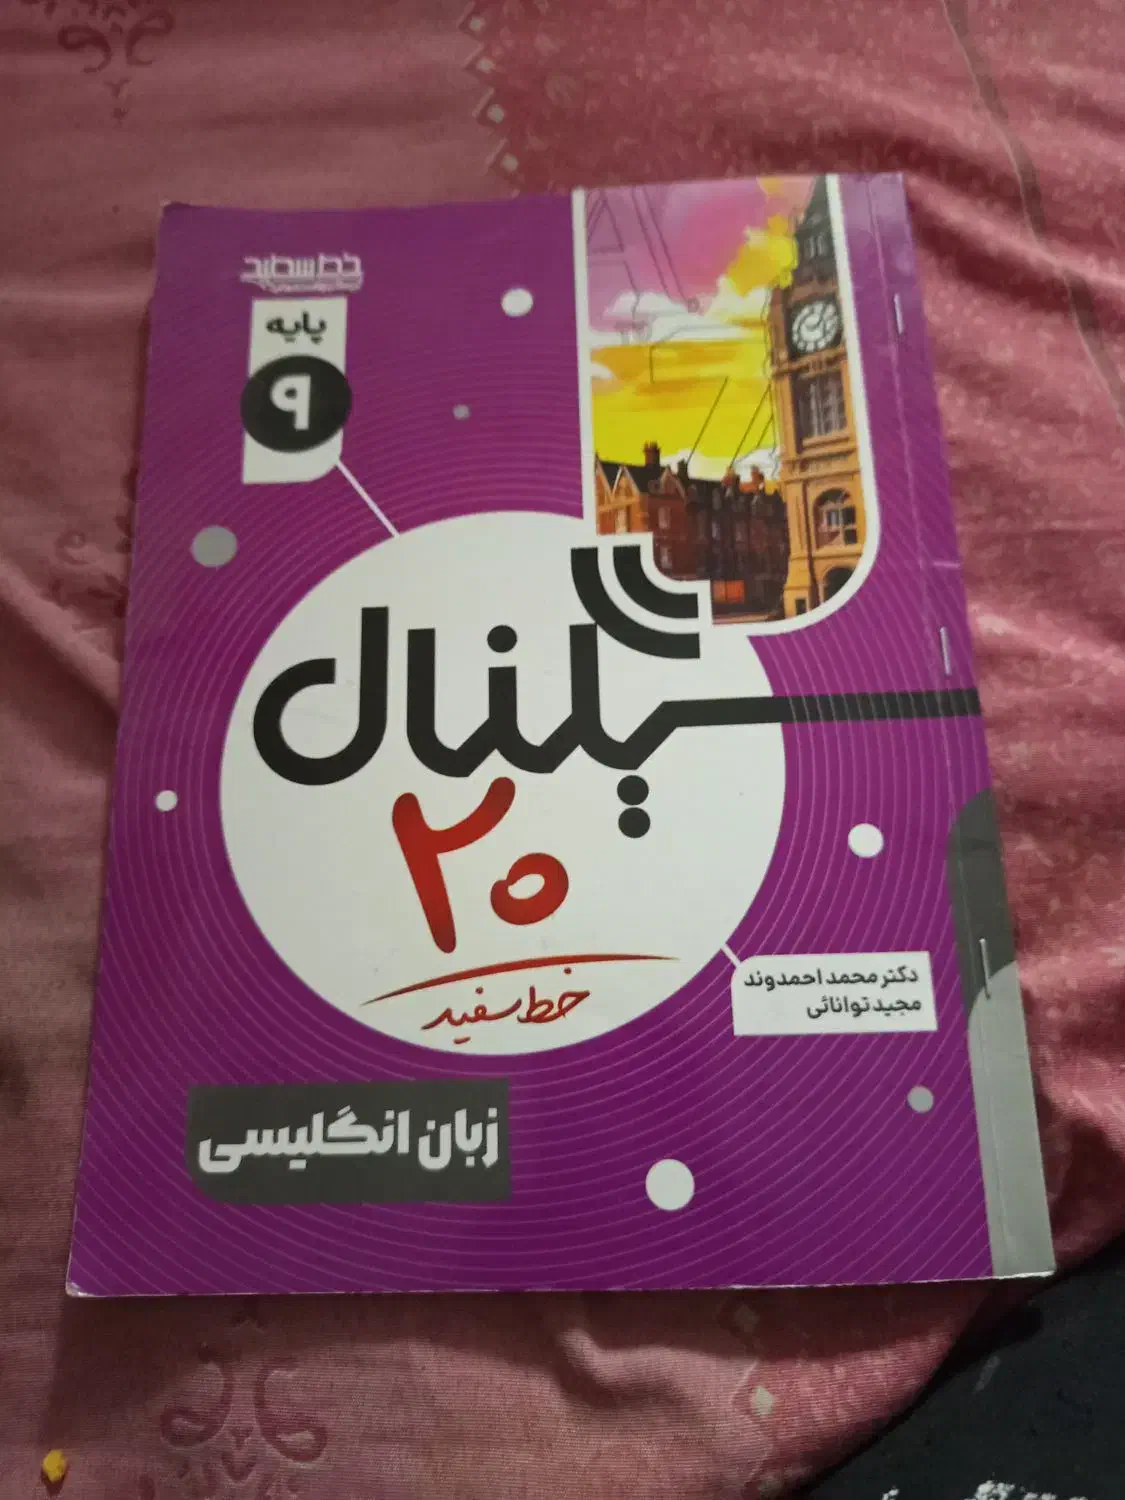 خط سفید
پایه
۹
سیگنال
۲۰
خط سفید
دکتر محمد احمدوند
مجید توانائی
زبان انگلیسی